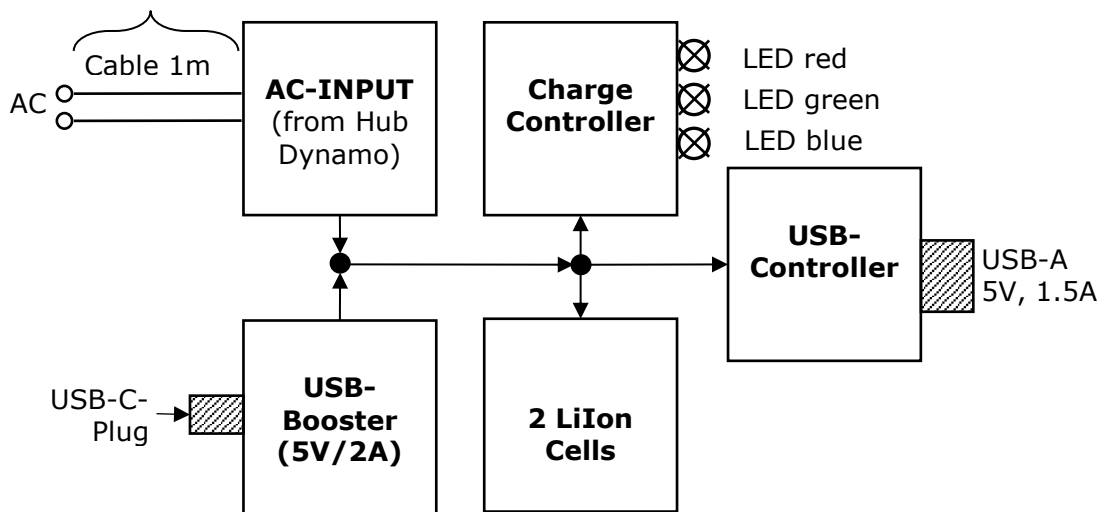 Cable 1m
AC
AC-INPUT
(from Hub
Dynamo)
Charge
Controller
LED red
LED green
LED blue
USB-
Controller
USB-A
5V, 1.5A
USB-C-
Plug
USB-
Booster
(5V/2A)
2 LiIon
Cells